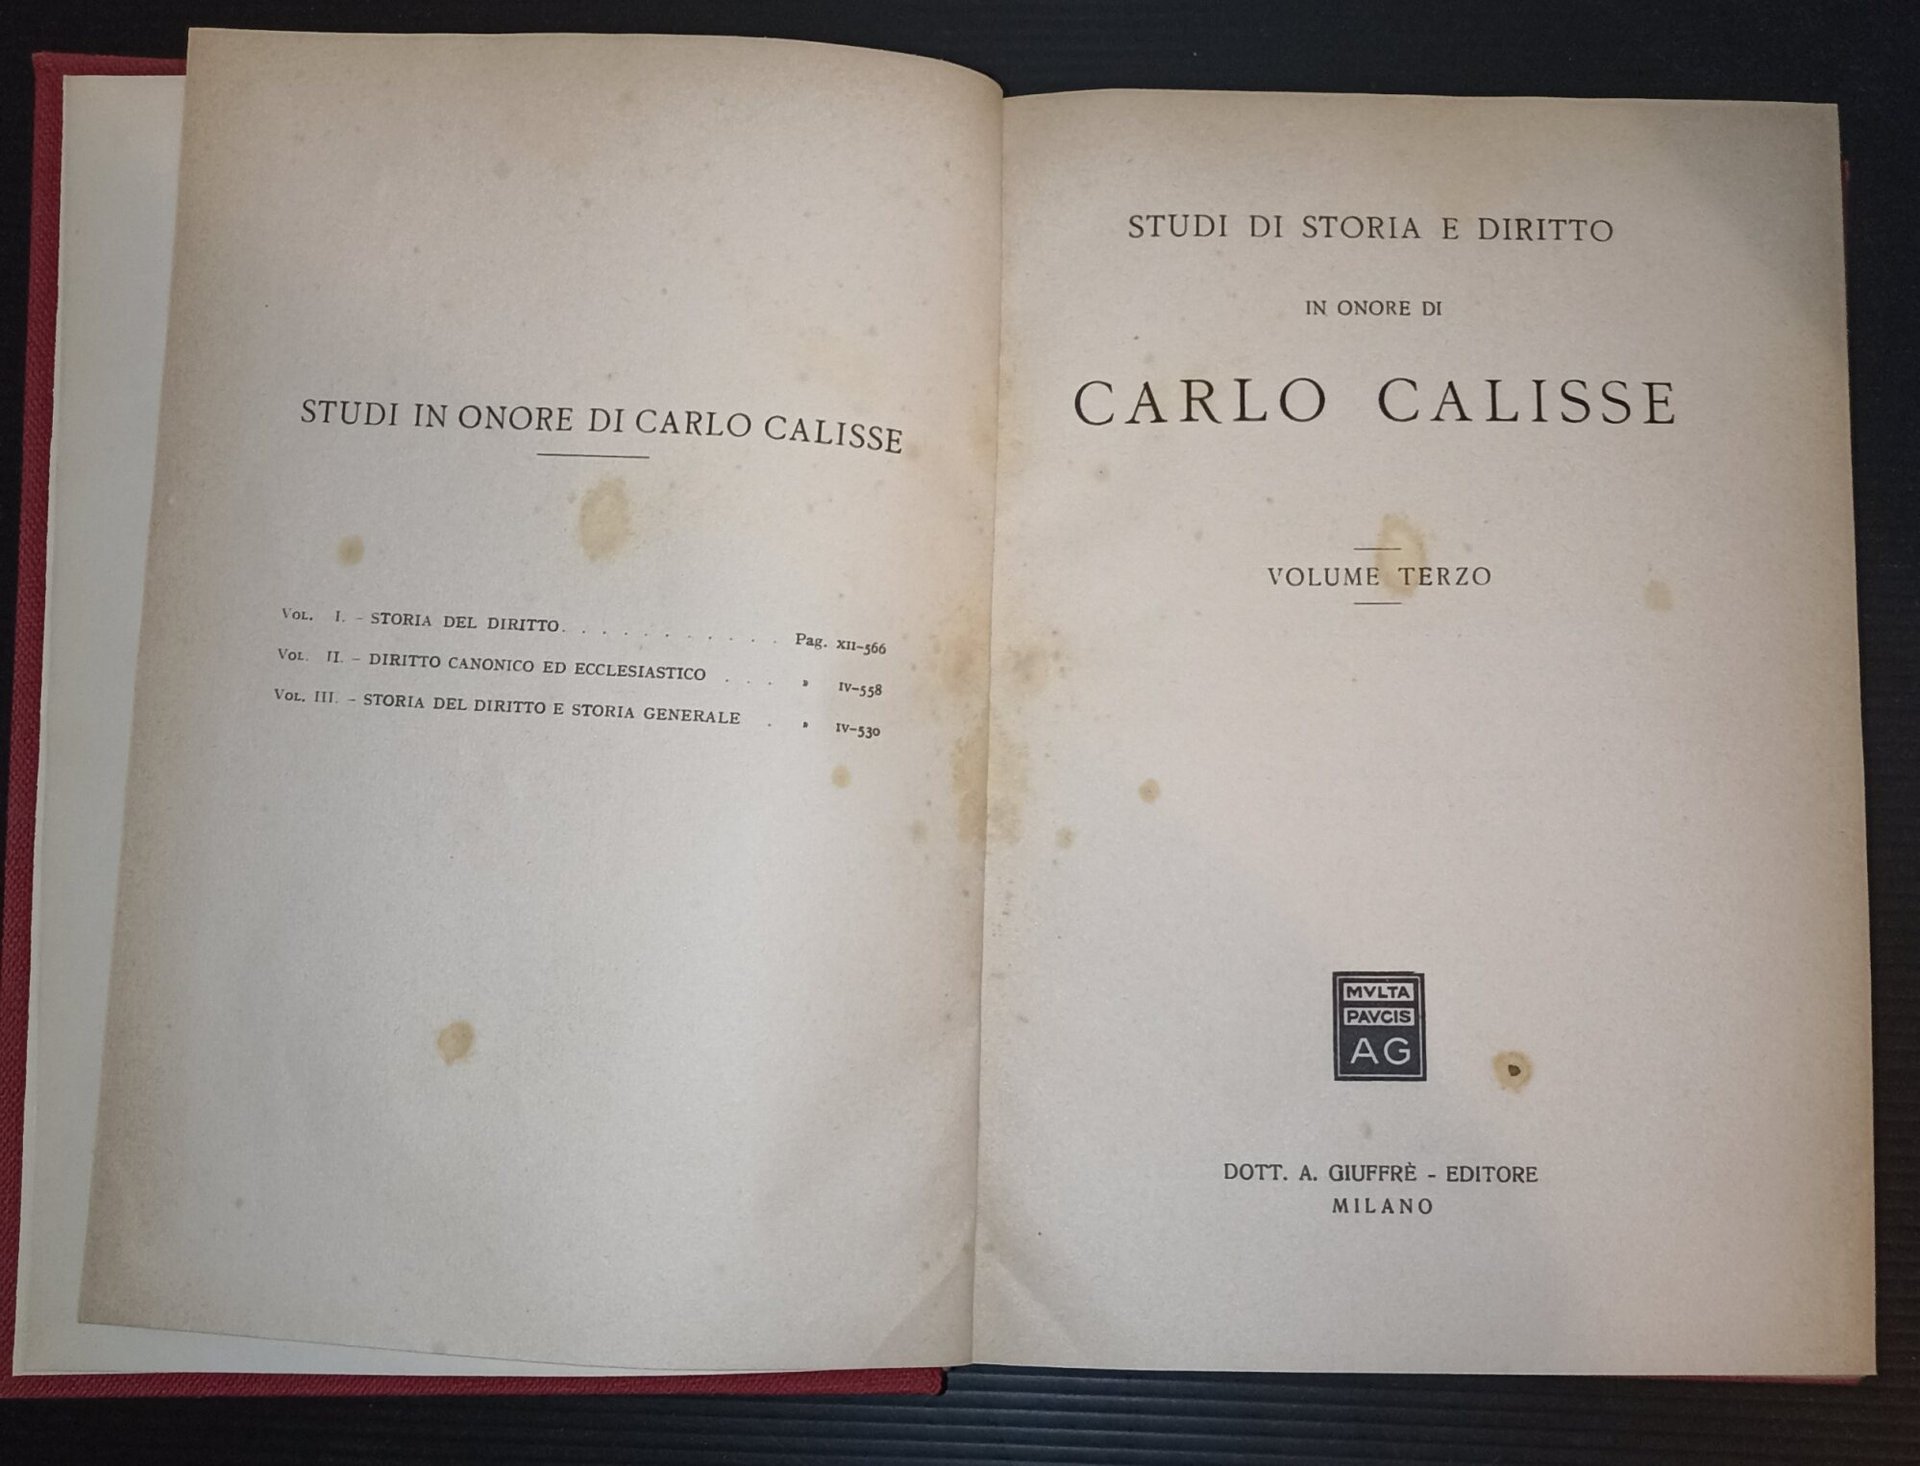 STUDI IN ONORE DI CARLO CALISSE
VOL. I. - STORIA DEL DIRITTO. . . . . . . . . . . Pag. XII-566
VOL. II. - DIRITTO CANONICO ED ECCLESIASTICO . . . » IV-558
VOL. III. - STORIA DEL DIRITTO E STORIA GENERALE . » IV-530
STUDI DI STORIA E DIRITTO
IN ONORE DI
CARLO CALISSE
VOLUME TERZO
MVLTA
PAVCIS
AG
DOTT. A. GIUFFRÈ - EDITORE
MILANO